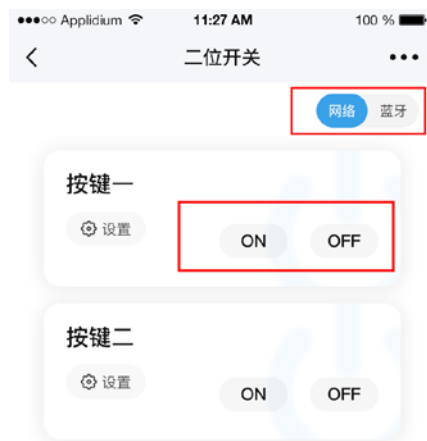 Applidium 11:27 AM 100 %
二位开关
网络 蓝牙
按键一
设置
ON OFF
按键二
设置
ON OFF